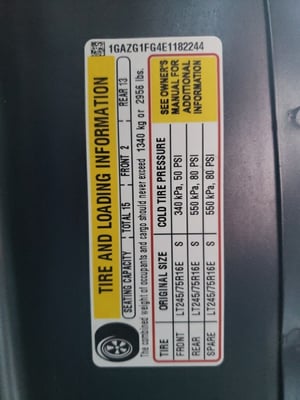 1GAZG1FG4E1182244
TIRE AND LOADING INFORMATION
SEATING CAPACITY TOTAL 15 FRONT 2 REAR 13
The combined weight of occupants and cargo should never exceed 1340 kg or 2956 lbs.
TIRE ORIGINAL SIZE COLD TIRE PRESSURE
FRONT LT245/75R16E S 340 kPa, 50 PSI
REAR LT245/75R16E S 550 kPa, 80 PSI
SPARE LT245/75R16E S 550 kPa, 80 PSI
SEE OWNER'S
MANUAL FOR
ADDITIONAL
INFORMATION